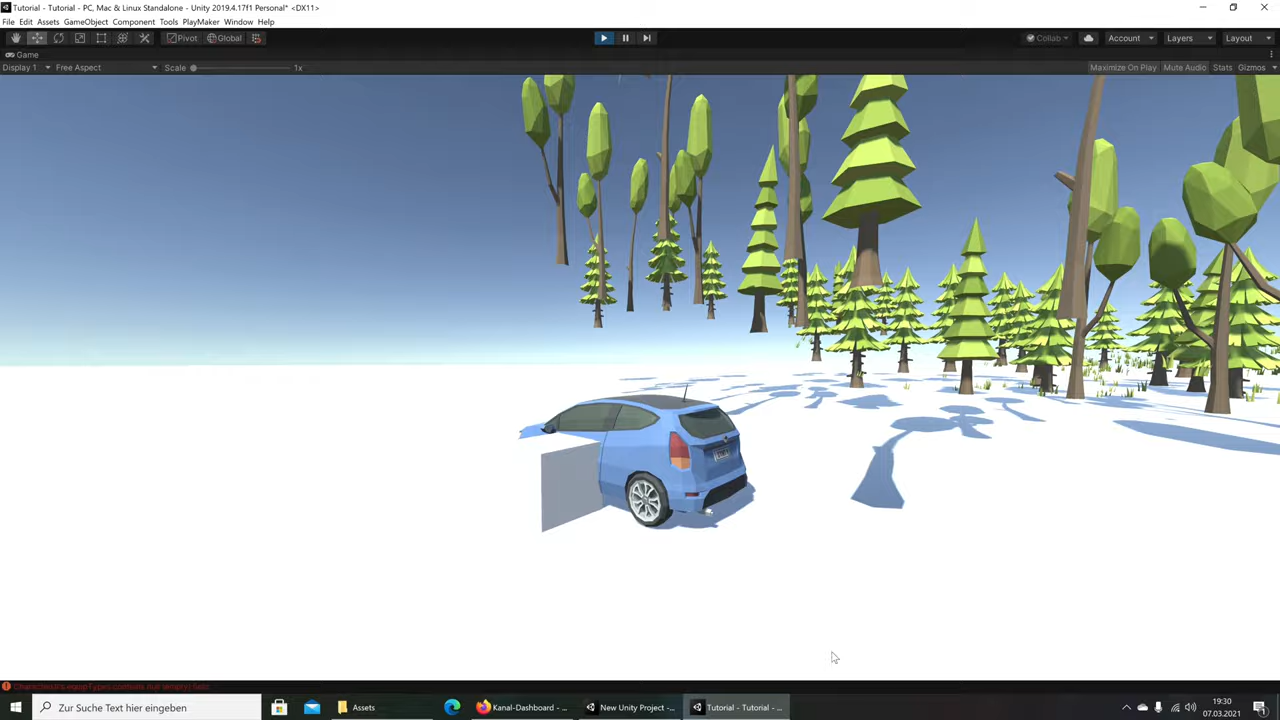 Tutorial - Tutorial - PC, Mac & Linux Standalone - Unity 2019.4.17f1 Personal* <DX11>
File Edit Assets GameObject Component Tools PlayMaker Window Help
Pivot Global Collab Account Layers Layout
Game
Display 1 Free Aspect Scale 1x Maximize On Play Mute Audio Stats Gizmos
Zur Suche Text hier eingeben
Assets
Kanal-Dashboard - ...
New Unity Project - ...
Tutorial - Tutorial - ...
19:30
07.03.2021